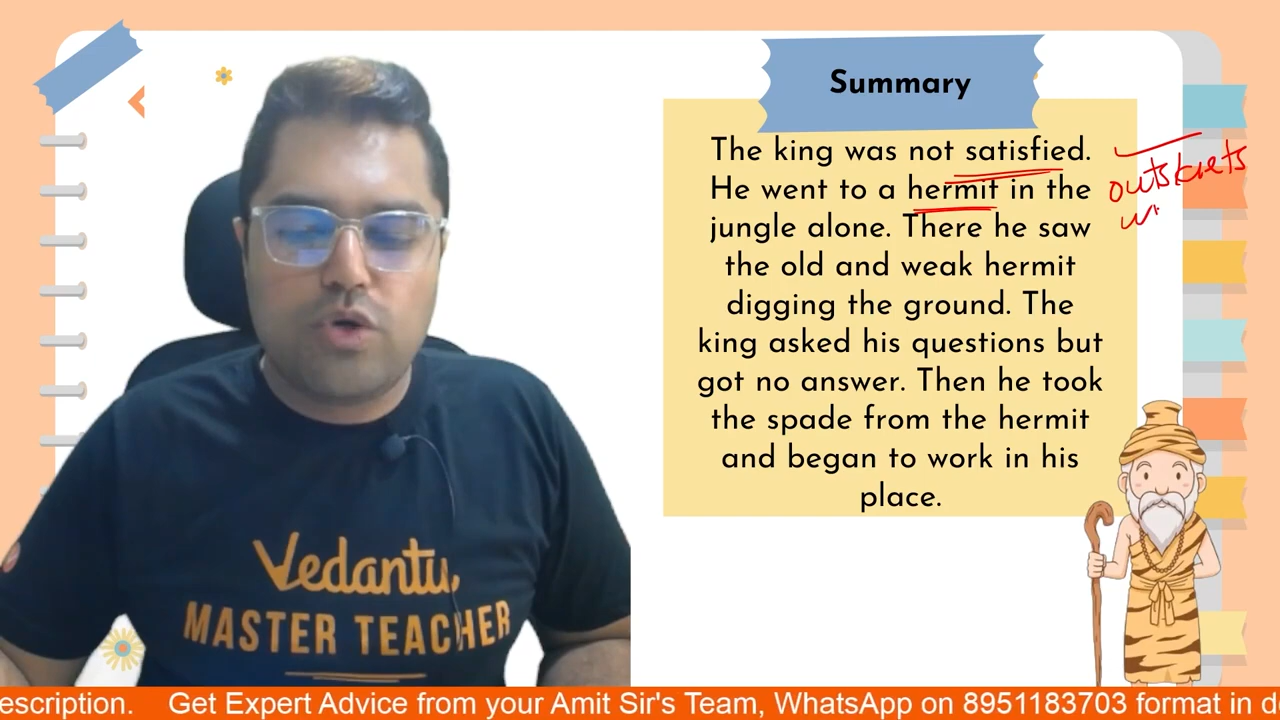 Summary
The king was not satisfied.
He went to a hermit in the
jungle alone. There he saw
the old and weak hermit
digging the ground. The
king asked his questions but
got no answer. Then he took
the spade from the hermit
and began to work in his
place.
outskrets
Vedantu
MASTER TEACHER
escription. Get Expert Advice from your Amit Sir's Team, WhatsApp on 8951183703 format in de